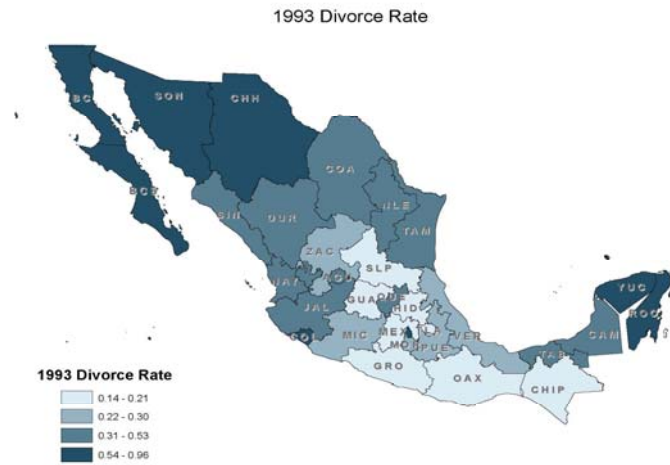 1993 Divorce Rate
BC
SON
CHH
BCS
COA
SIN
DUR
NLE
TAM
ZAC
SLP
NAY
AGU
JAL
GUA
QUE
HID
COL
MIC
MEX
MOR
PUE
VER
GRO
OAX
CHIP
TAB
CAM
YUC
ROO
1993 Divorce Rate
0.14 - 0.21
0.22 - 0.30
0.31 - 0.53
0.54 - 0.96